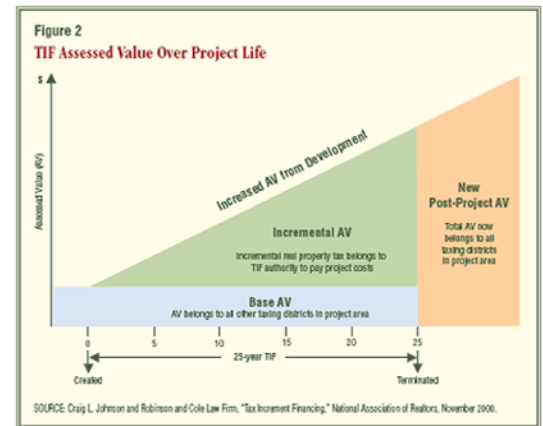 Figure 2
TIF Assessed Value Over Project Life
$
Assessed Value (AV)
Increased AV from Development
Incremental AV
Incremental real property tax belongs to
TIF authority to pay project costs
New
Post-Project AV
Total AV now
belongs to all
taxing districts
in project area
Base AV
AV belongs to all other taxing districts in project area
0 5 10 15 20 25
25-year TIF
Created Terminated
SOURCE: Craig L. Johnson and Robinson and Cole Law Firm, "Tax Increment Financing," National Association of Realtors, November 2000.